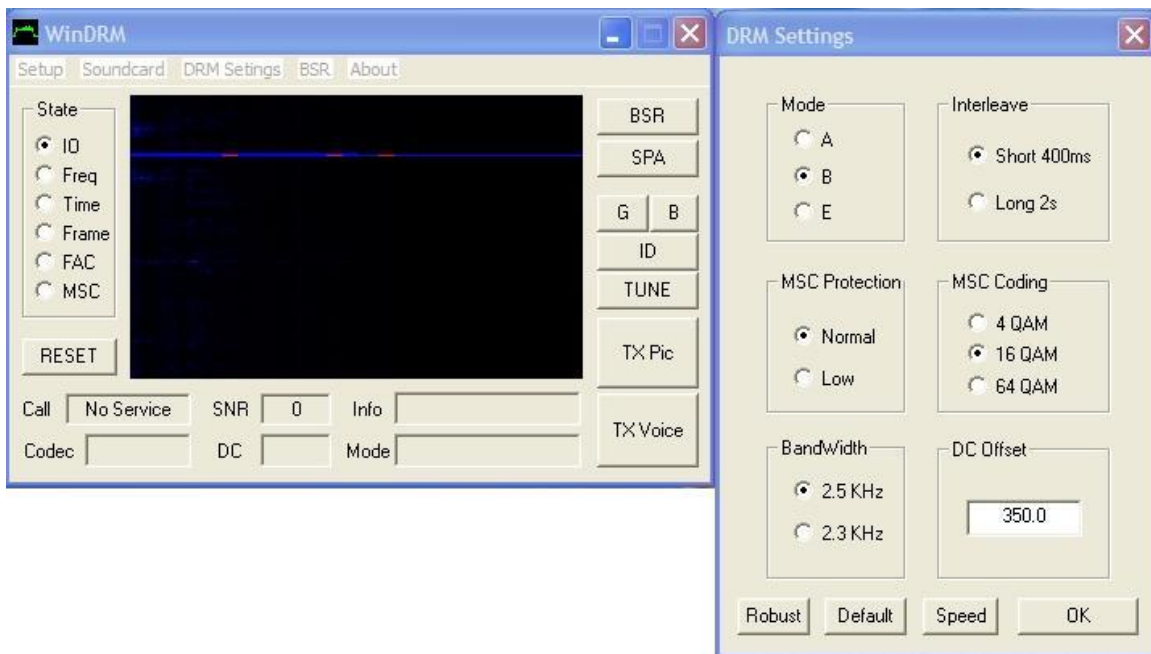 WinDRM
Setup Soundcard DRM Setings BSR About
State
IO
Freq
Time
Frame
FAC
MSC
RESET
BSR
SPA
G B
ID
TUNE
TX Pic
TX Voice
Call No Service SNR 0 Info
Codec DC Mode
DRM Settings
Mode
A
B
E
Interleave
Short 400ms
Long 2s
MSC Protection
Normal
Low
MSC Coding
4 QAM
16 QAM
64 QAM
BandWidth
2.5 KHz
2.3 KHz
DC Offset
350.0
Robust Default Speed OK